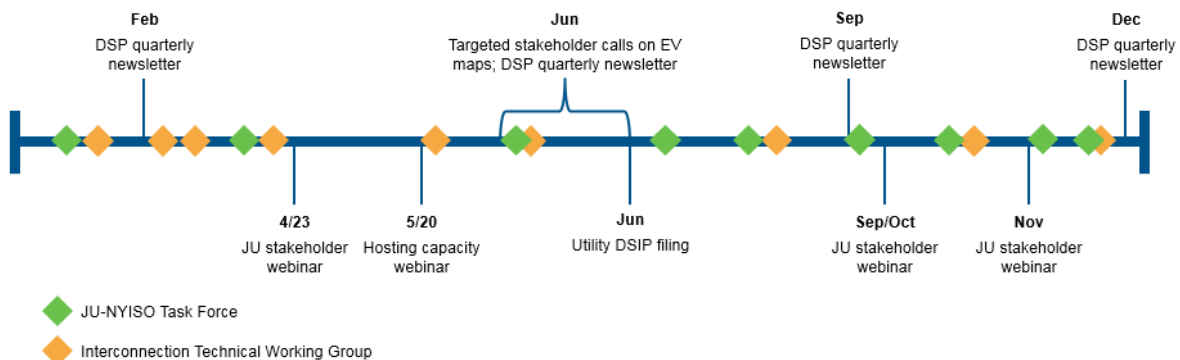 Feb
DSP quarterly
newsletter
Jun
Targeted stakeholder calls on EV
maps; DSP quarterly newsletter
Sep
DSP quarterly
newsletter
Dec
DSP quarterly
newsletter
4/23
JU stakeholder
webinar
5/20
Hosting capacity
webinar
Jun
Utility DSIP filing
Sep/Oct
JU stakeholder
webinar
Nov
JU stakeholder
webinar
JU-NYISO Task Force
Interconnection Technical Working Group